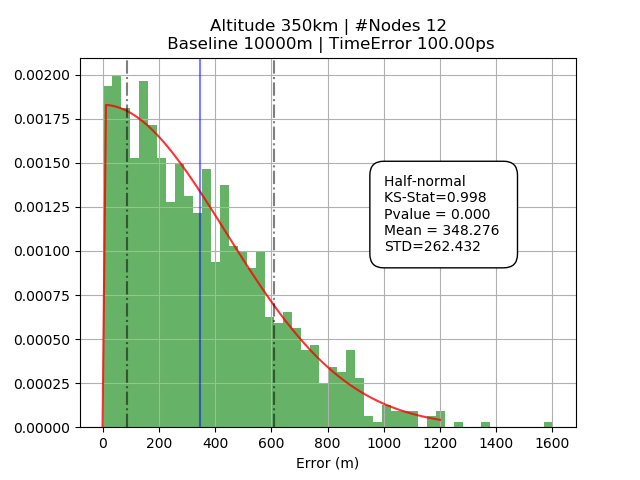 Altitude 350km | #Nodes 12
Baseline 10000m | TimeError 100.00ps
0.00200
0.00175
0.00150
0.00125
0.00100
0.00075
0.00050
0.00025
0.00000
Half-normal
KS-Stat=0.998
Pvalue = 0.000
Mean = 348.276
STD=262.432
0 200 400 600 800 1000 1200 1400 1600
Error (m)